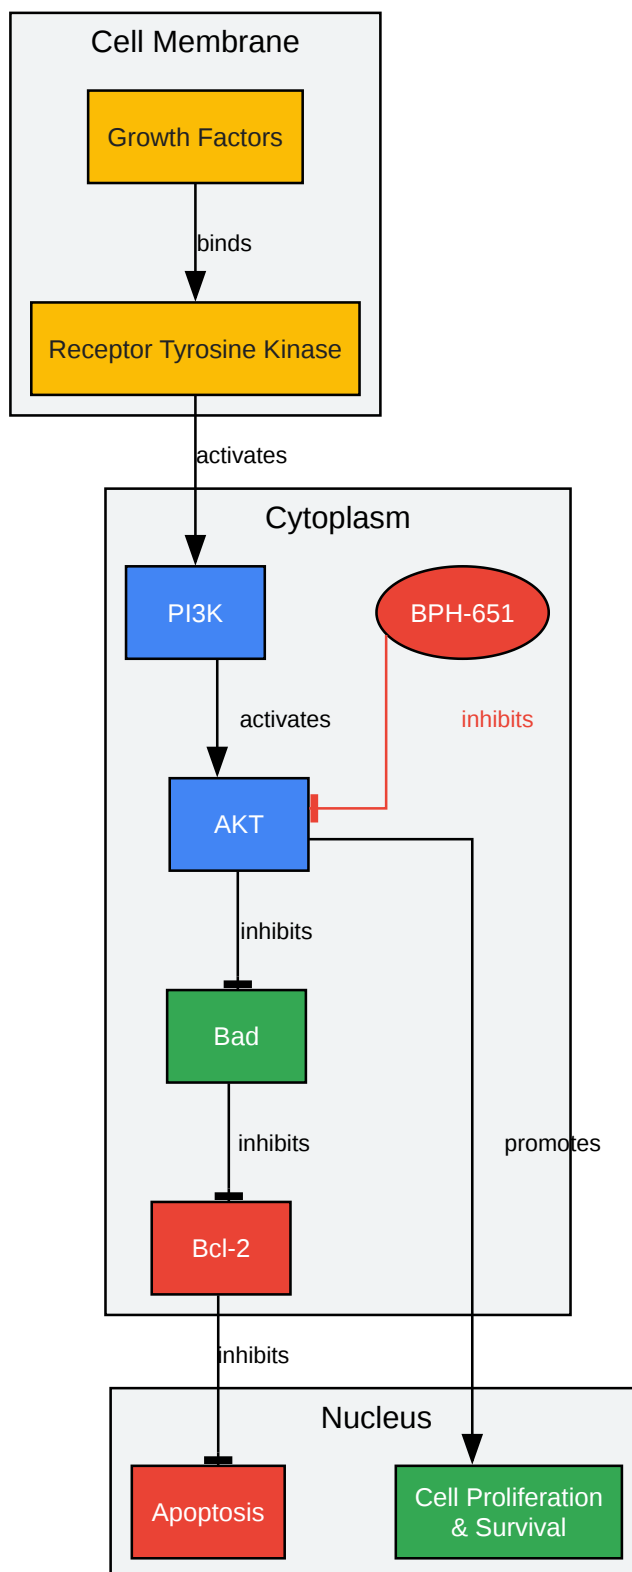 Cell Membrane
Growth Factors
binds
Receptor Tyrosine Kinase
activates
Cytoplasm
PI3K
BPH-651
activates
inhibits
AKT
inhibits
Bad
inhibits
promotes
Bcl-2
inhibits
Nucleus
Apoptosis
Cell Proliferation
& Survival